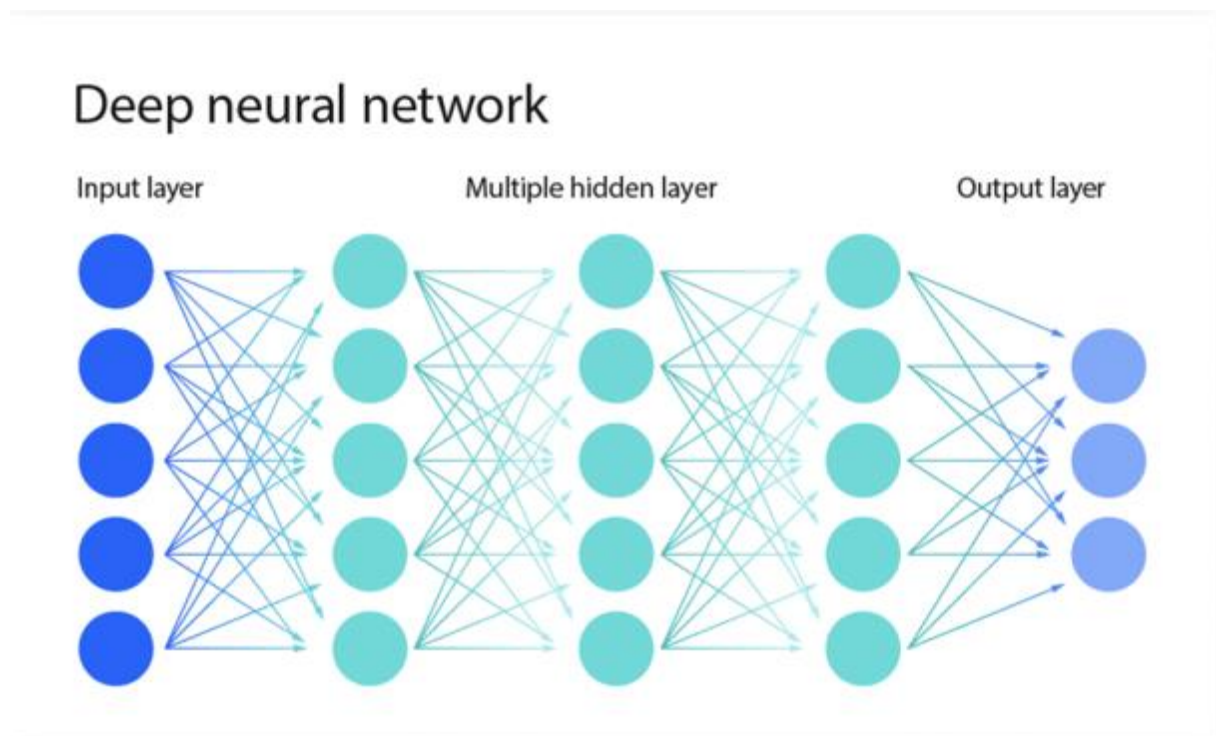 Deep neural network
Input layer
Multiple hidden layer
Output layer